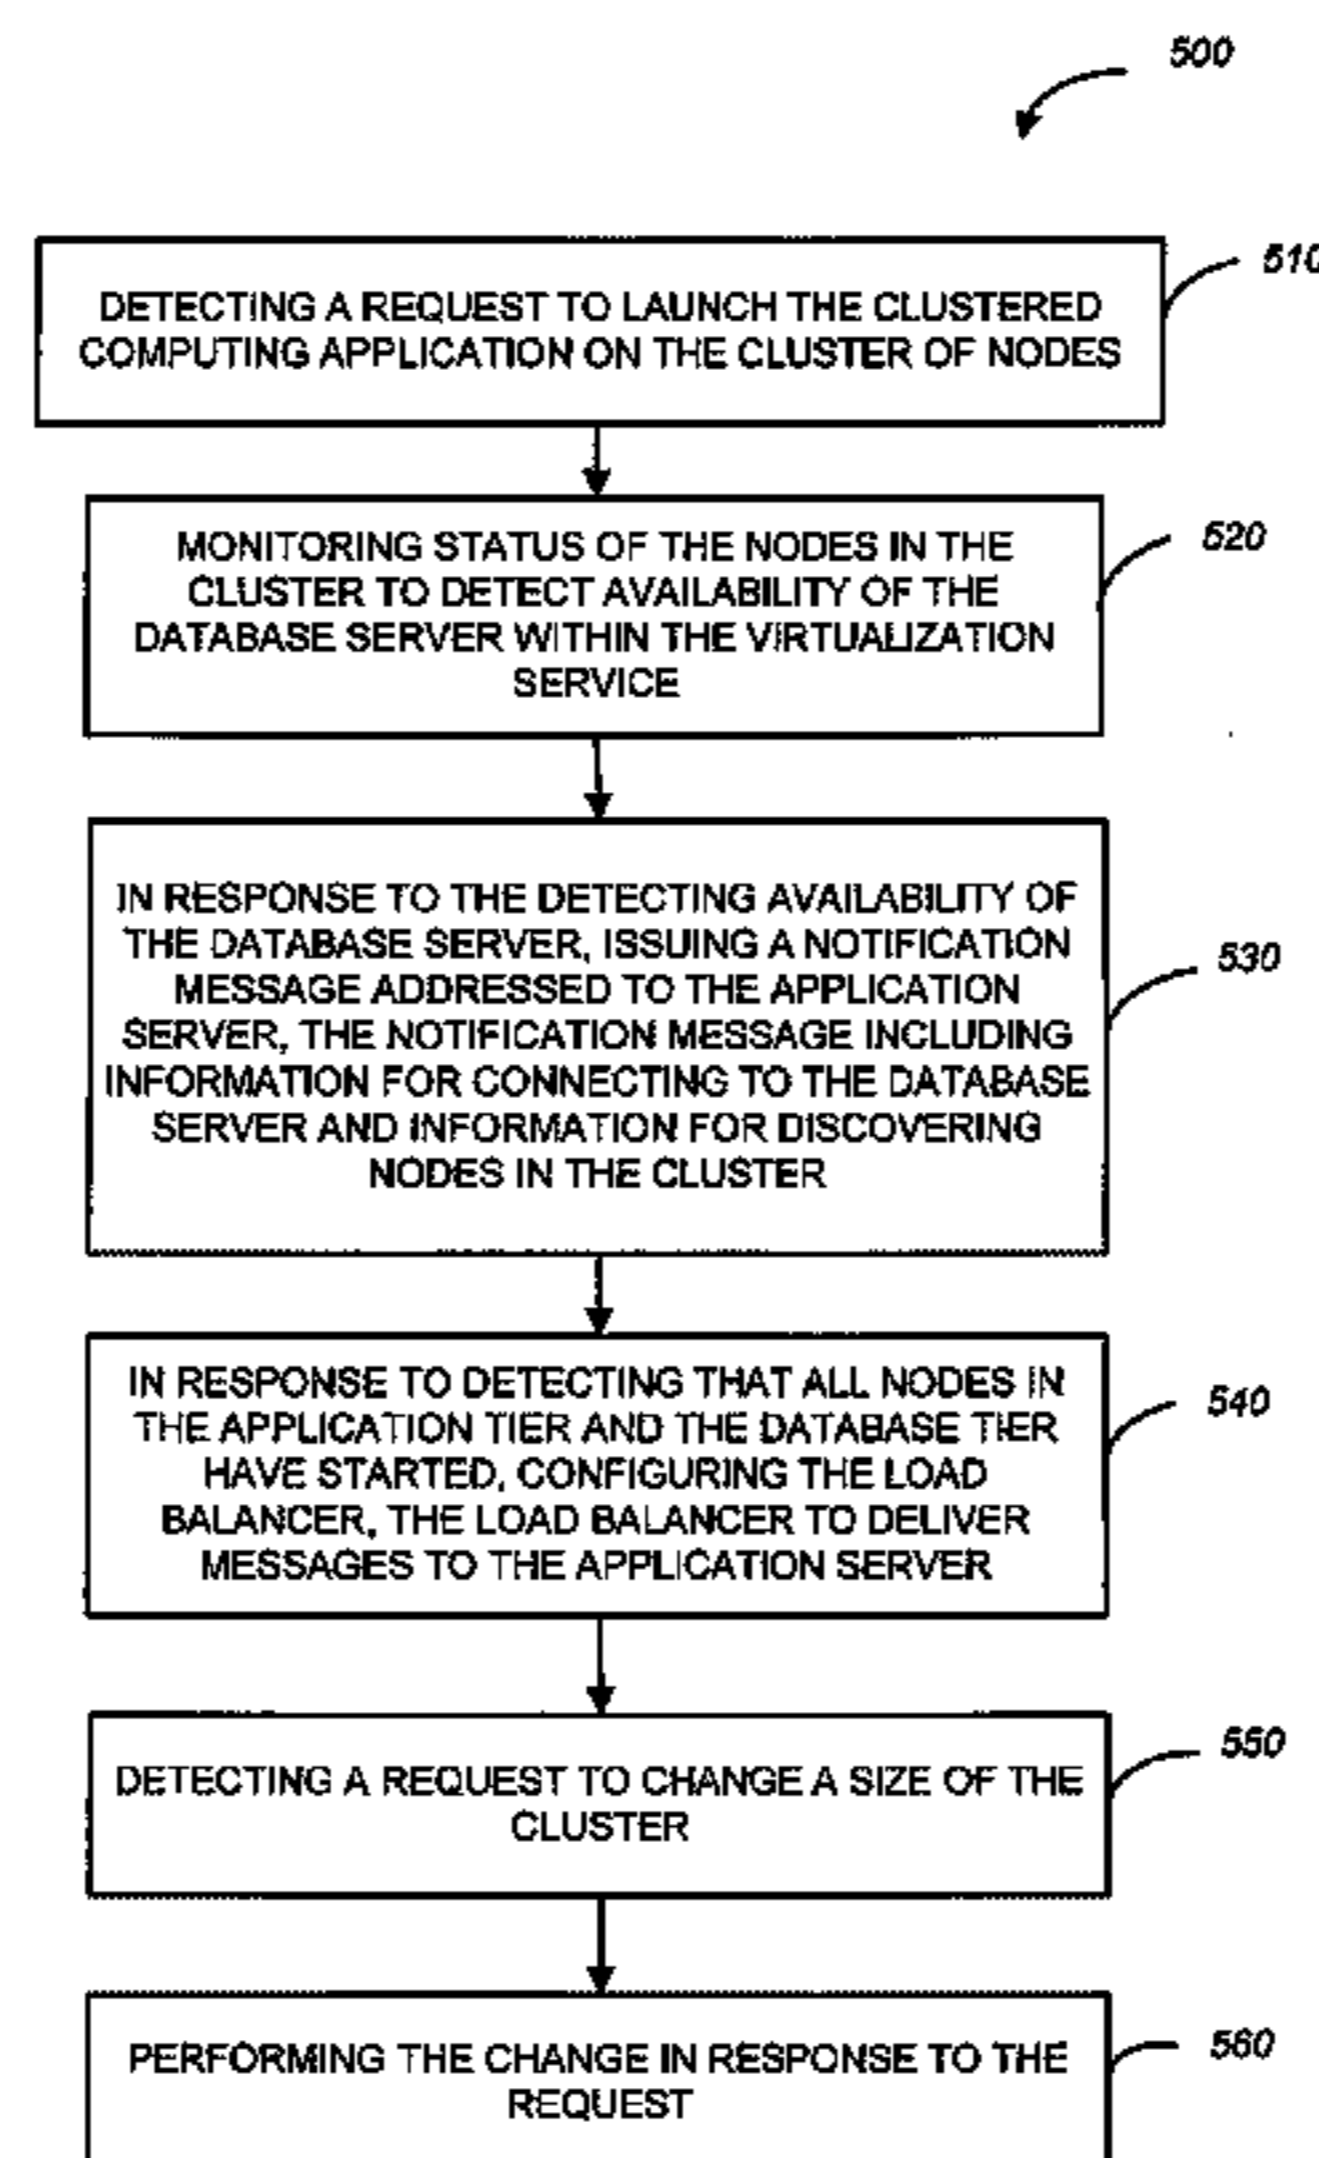 500
510
DETECTING A REQUEST TO LAUNCH THE CLUSTERED
COMPUTING APPLICATION ON THE CLUSTER OF NODES
520
MONITORING STATUS OF THE NODES IN THE
CLUSTER TO DETECT AVAILABILITY OF THE
DATABASE SERVER WITHIN THE VIRTUALIZATION
SERVICE
530
IN RESPONSE TO THE DETECTING AVAILABILITY OF
THE DATABASE SERVER, ISSUING A NOTIFICATION
MESSAGE ADDRESSED TO THE APPLICATION
SERVER, THE NOTIFICATION MESSAGE INCLUDING
INFORMATION FOR CONNECTING TO THE DATABASE
SERVER AND INFORMATION FOR DISCOVERING
NODES IN THE CLUSTER
540
IN RESPONSE TO DETECTING THAT ALL NODES IN
THE APPLICATION TIER AND THE DATABASE TIER
HAVE STARTED, CONFIGURING THE LOAD
BALANCER, THE LOAD BALANCER TO DELIVER
MESSAGES TO THE APPLICATION SERVER
550
DETECTING A REQUEST TO CHANGE A SIZE OF THE
CLUSTER
560
PERFORMING THE CHANGE IN RESPONSE TO THE
REQUEST